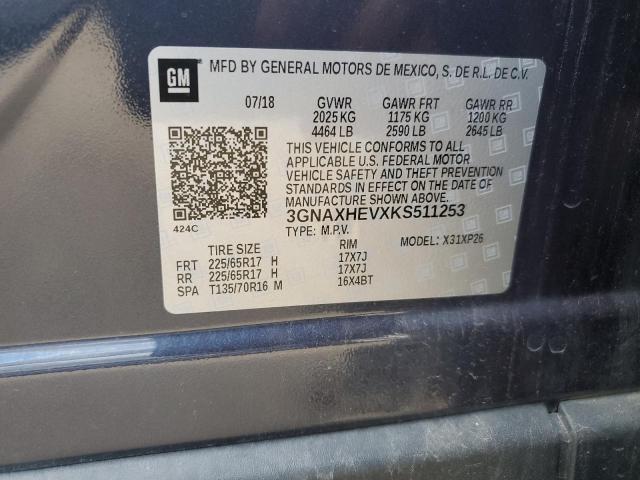 GM
MFD BY GENERAL MOTORS DE MEXICO, S. DE R.L. DE C.V.
07/18 GVWR GAWR FRT GAWR RR
2025 KG 1175 KG 1200 KG
4464 LB 2590 LB 2645 LB
THIS VEHICLE CONFORMS TO ALL
APPLICABLE U.S. FEDERAL MOTOR
VEHICLE SAFETY AND THEFT PREVENTION
STANDARDS IN EFFECT ON THE DATE OF
MANUFACTURE SHOWN ABOVE.
3GNAXHEVXKS511253
424C
TYPE: M.P.V. MODEL: X31XP26
TIRE SIZE RIM
FRT 225/65R17 H 17X7J
RR 225/65R17 H 17X7J
SPA T135/70R16 M 16X4BT